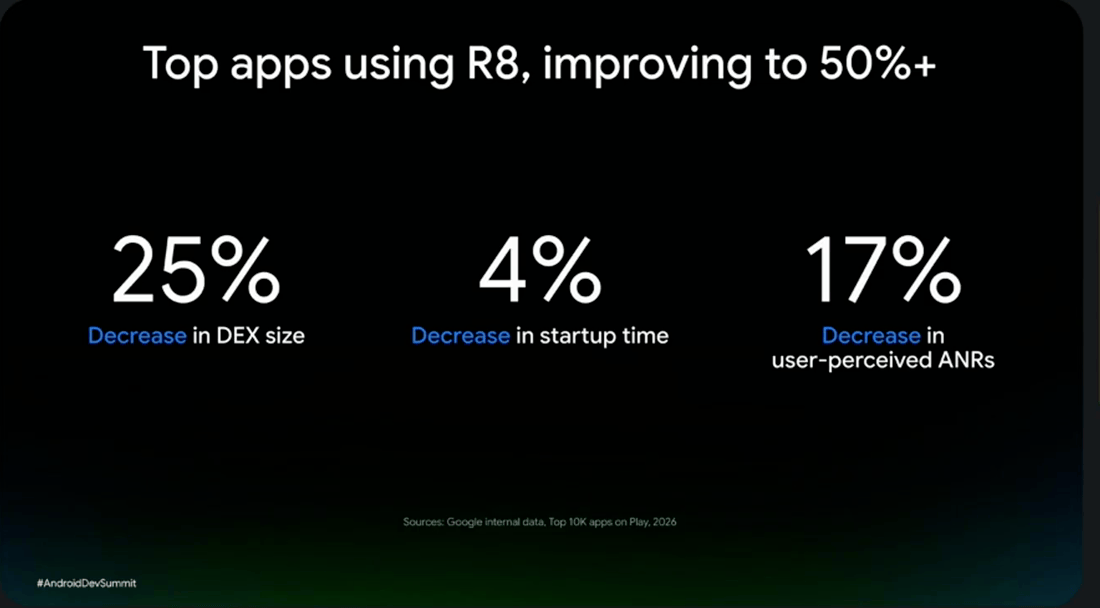 Top apps using R8, improving to 50%+
25%
Decrease in DEX size
4%
Decrease in startup time
17%
Decrease in
user-perceived ANRs
Sources: Google internal data, Top 10K apps on Play, 2026
#AndroidDevSummit